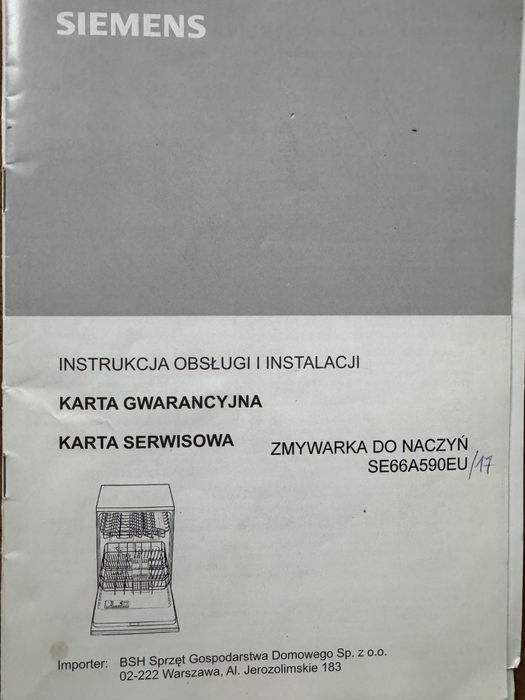 SIEMENS
INSTRUKCJA OBSŁUGI I INSTALACJI
KARTA GWARANCYJNA
KARTA SERWISOWA
ZMYWARKA DO NACZYŃ
SE66A590EU/17
Importer: BSH Sprzęt Gospodarstwa Domowego Sp. z o.o.
02-222 Warszawa, Al. Jerozolimskie 183